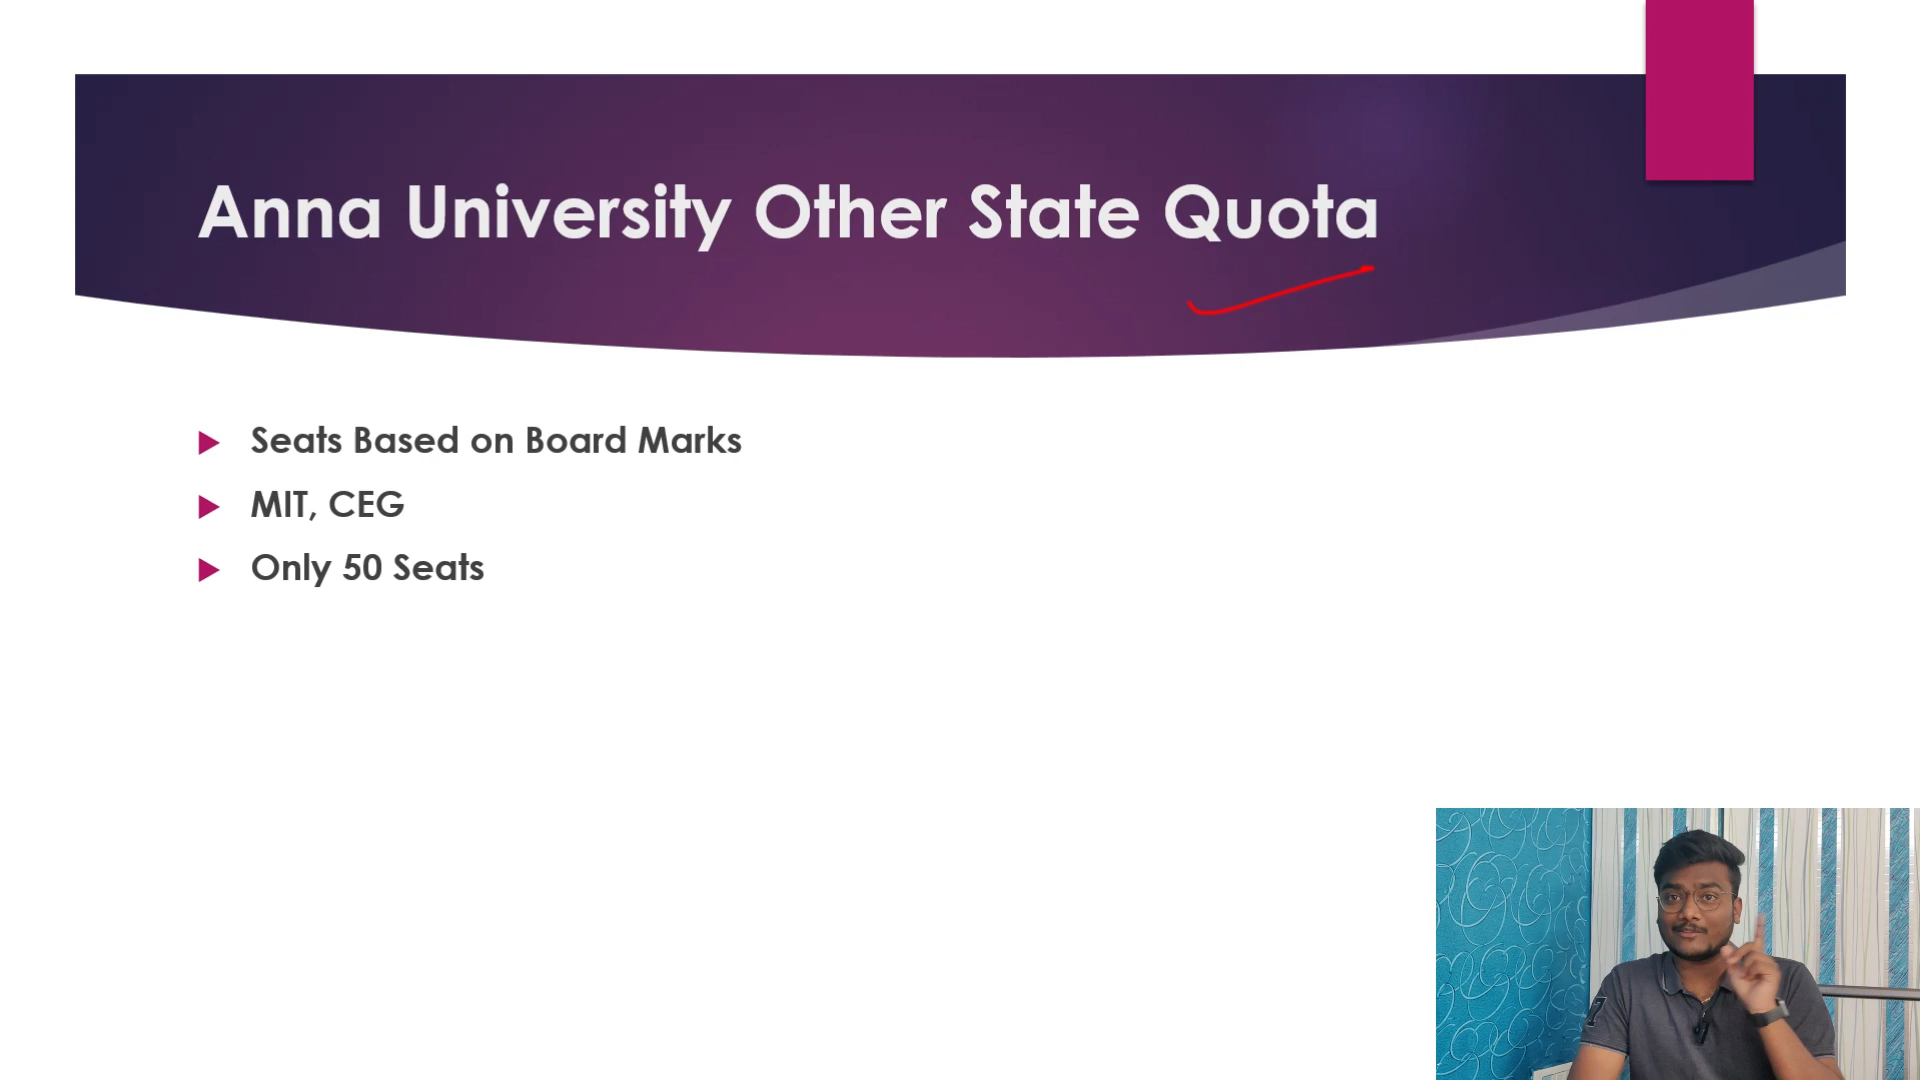 Anna University Other State Quota
Seats Based on Board Marks
MIT, CEG
Only 50 Seats